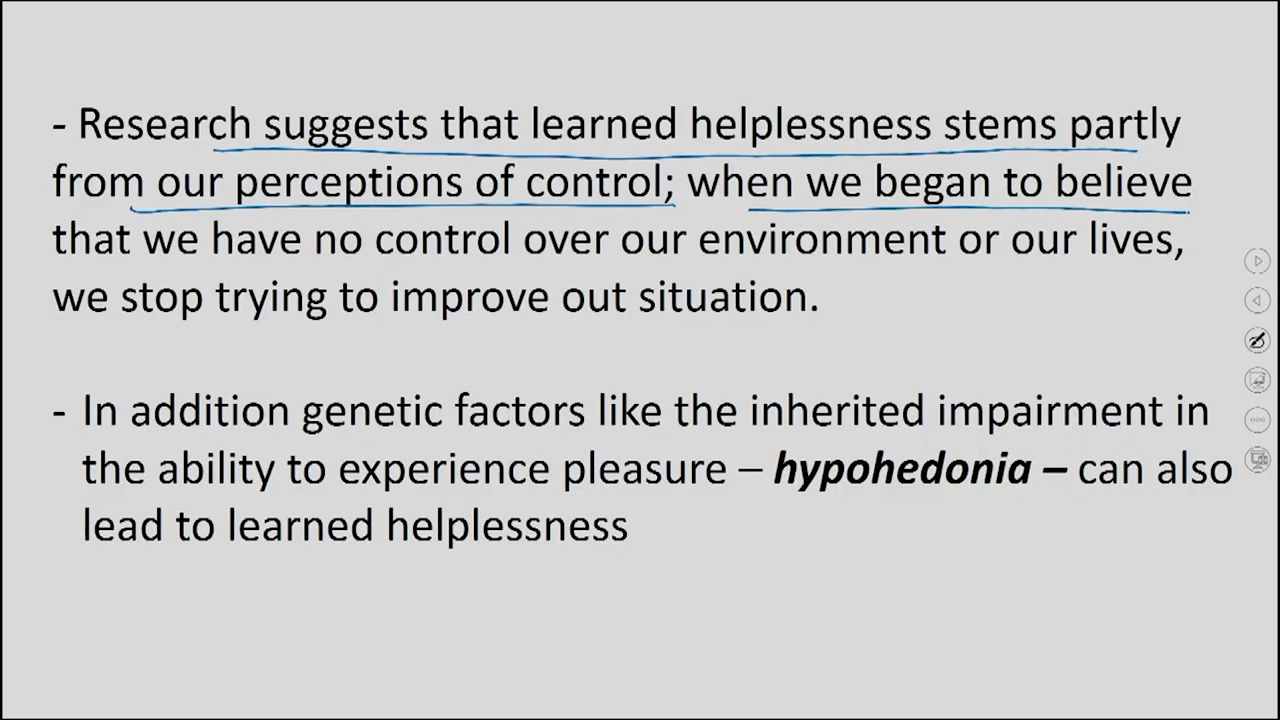 - Research suggests that learned helplessness stems partly
from our perceptions of control; when we began to believe
that we have no control over our environment or our lives,
we stop trying to improve out situation.
- In addition genetic factors like the inherited impairment in
the ability to experience pleasure – hypohedonia – can also
lead to learned helplessness